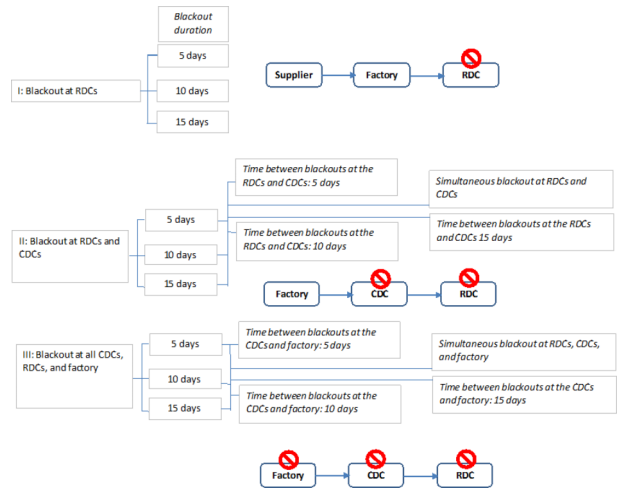 Blackout
duration
5 days
I: Blackout at RDCs
10 days
15 days
Supplier
Factory
RDC
Time between blackouts at the
RDCs and CDCs: 5 days
Simultaneous blackout at RDCs and
CDCs
5 days
Time between blackouts at the RDCs
and CDCs 15 days
II: Blackout at RDCs and
CDCs
Time between blackouts at the
RDCs and CDCs: 10 days
10 days
15 days
Factory
CDC
RDC
III: Blackout at all CDCs,
RDCs, and factory
5 days
Time between blackouts at the
CDCs and factory: 5 days
Simultaneous blackout at RDCs, CDCs,
and factory
10 days
Time between blackouts at the CDCs
and factory: 15 days
15 days
Time between blackouts at the
CDCs and factory: 10 days
Factory
CDC
RDC